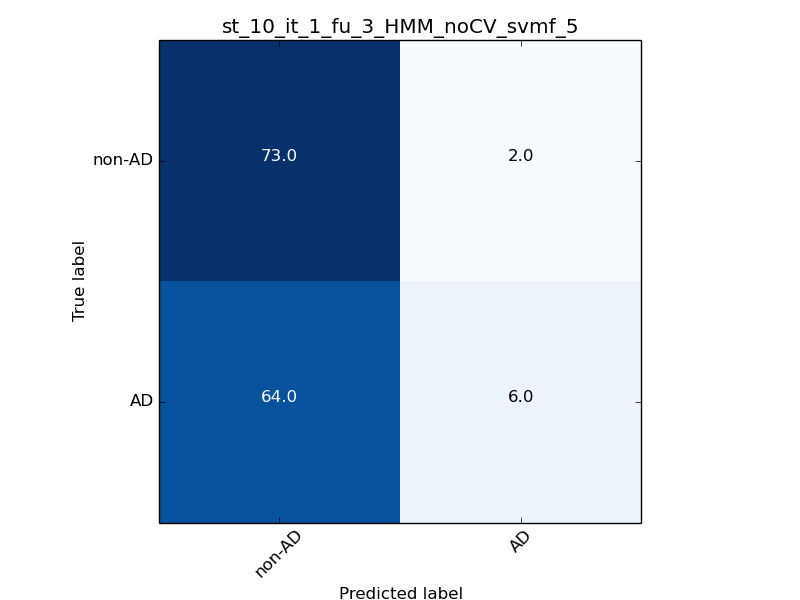 st_10_it_1_fu_3_HMM_noCV_svmf_5
non-AD
73.0
2.0
True label
AD
64.0
6.0
non-AD
AD
Predicted label